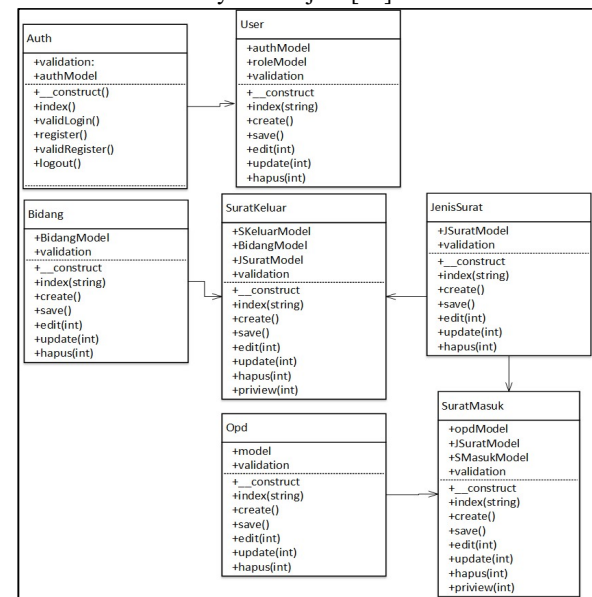 User
+authModel
+roleModel
+validation
+__construct
+index(string)
+create()
+save()
+edit(int)
+update(int)
+hapus(int)
Auth
+validation:
+authModel
+__construct()
+index()
+validLogin()
+register()
+validRegister()
+logout()
Bidang
+BidangModel
+validation
+__construct
+index(string)
+create()
+save()
+edit(int)
+update(int)
+hapus(int)
SuratKeluar
+SKeluarModel
+BidangModel
+JSuratModel
+validation
+__construct
+index(string)
+create()
+save()
+edit(int)
+update(int)
+hapus(int)
+priview(int)
JenisSurat
+JSuratModel
+validation
+__construct
+index(string)
+create()
+save()
+edit(int)
+update(int)
+hapus(int)
Opd
+model
+validation
+__construct
+index(string)
+create()
+save()
+edit(int)
+update(int)
+hapus(int)
SuratMasuk
+opdModel
+JSuratModel
+SMasukModel
+validation
+__construct
+index(string)
+create()
+save()
+edit(int)
+update(int)
+hapus(int)
+priview(int)